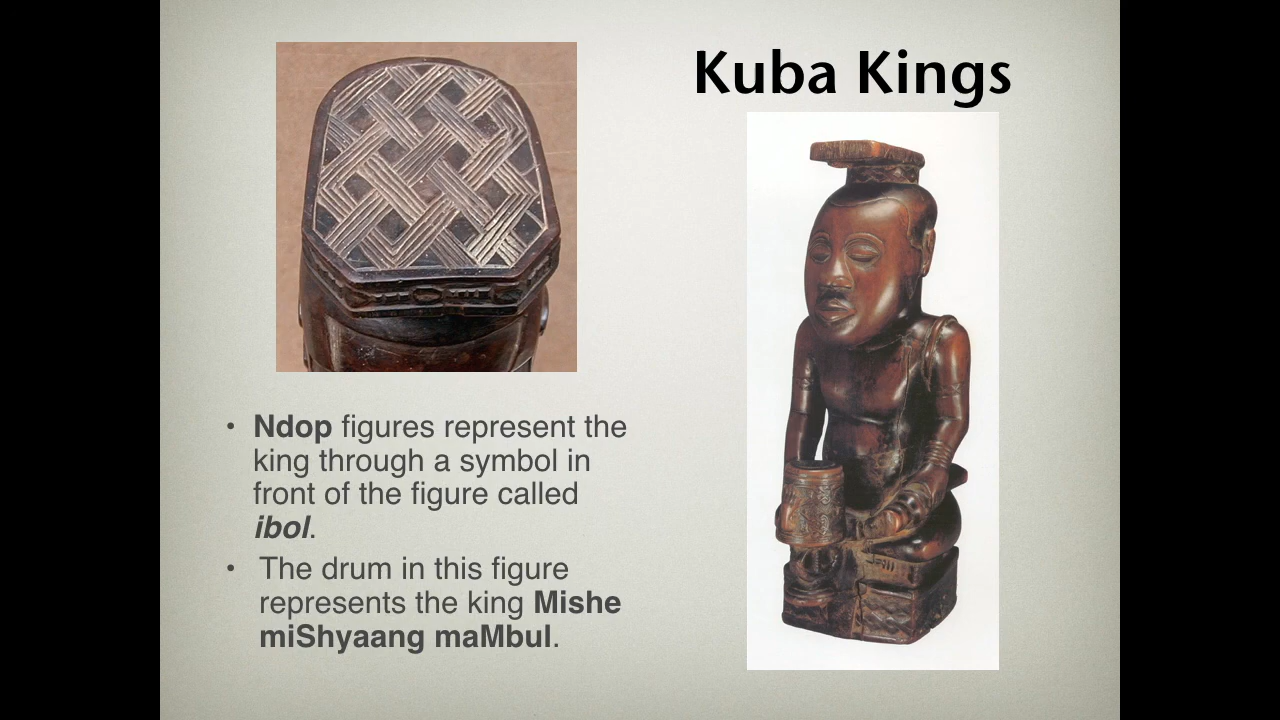 Kuba Kings
• Ndop figures represent the
king through a symbol in
front of the figure called
ibol.
• The drum in this figure
represents the king Mishe
miShyaang maMbul.